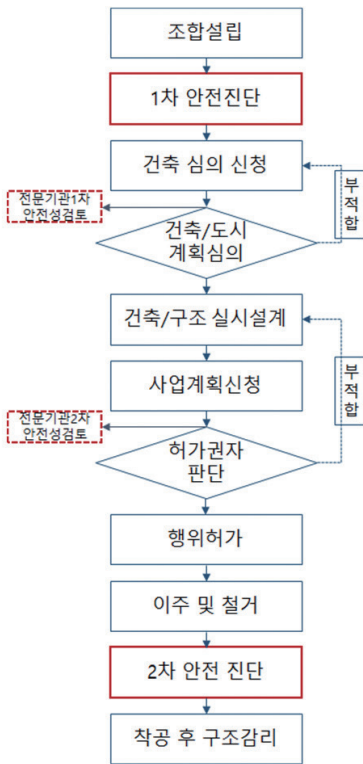 조합설립
1차 안전진단
건축 심의 신청
전문기관1차
안전성검토
부적합
건축/도시
계획심의
건축/구조 실시설계
사업계획신청
부적합
전문기관2차
안전성검토
허가권자
판단
행위허가
이주 및 철거
2차 안전 진단
착공 후 구조감리